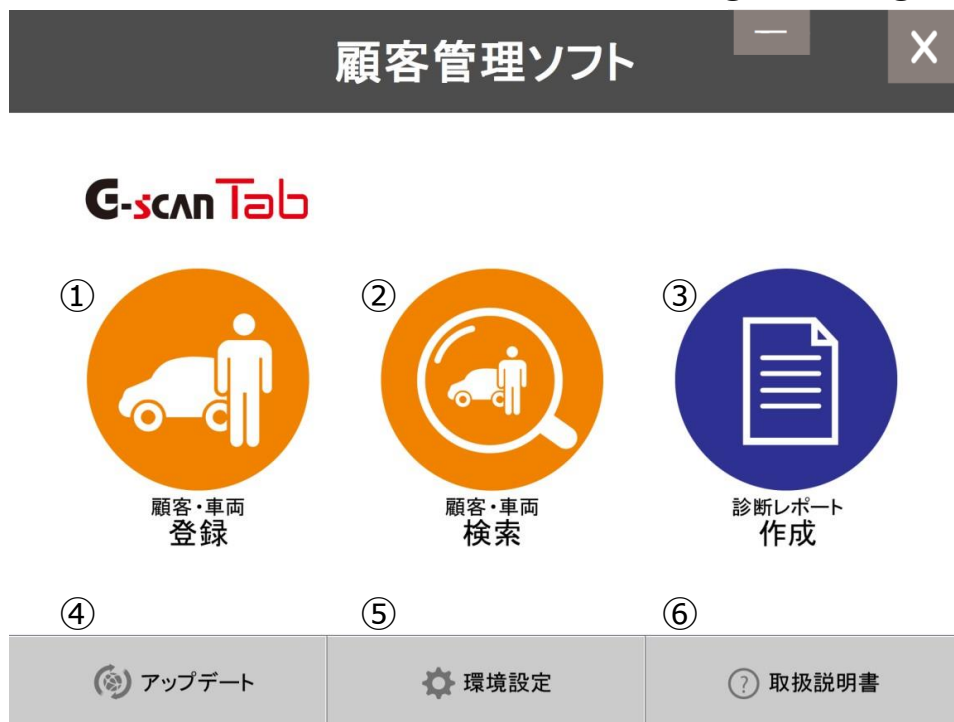 顧客管理ソフト
G-scan Tab
①
②
③
顧客・車両
登録
顧客・車両
検索
診断レポート
作成
④
⑤
⑥
アップデート
環境設定
? 取扱説明書